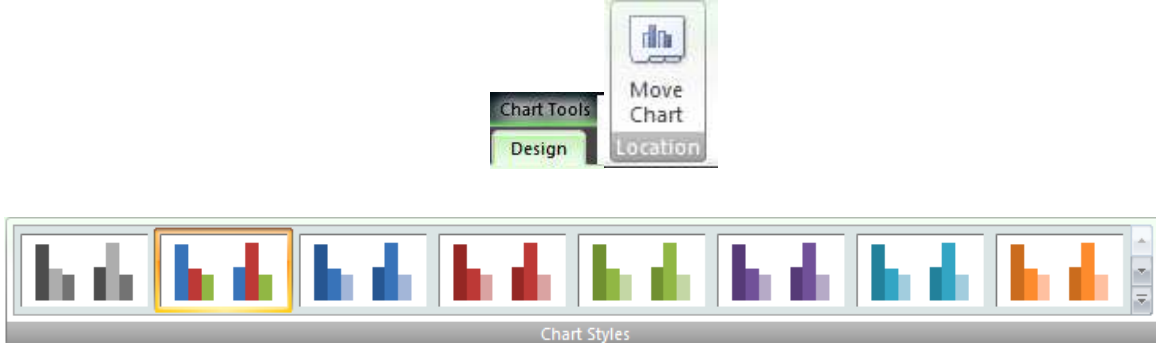 Move
Chart
Chart Tools
Design
Location
Chart Styles